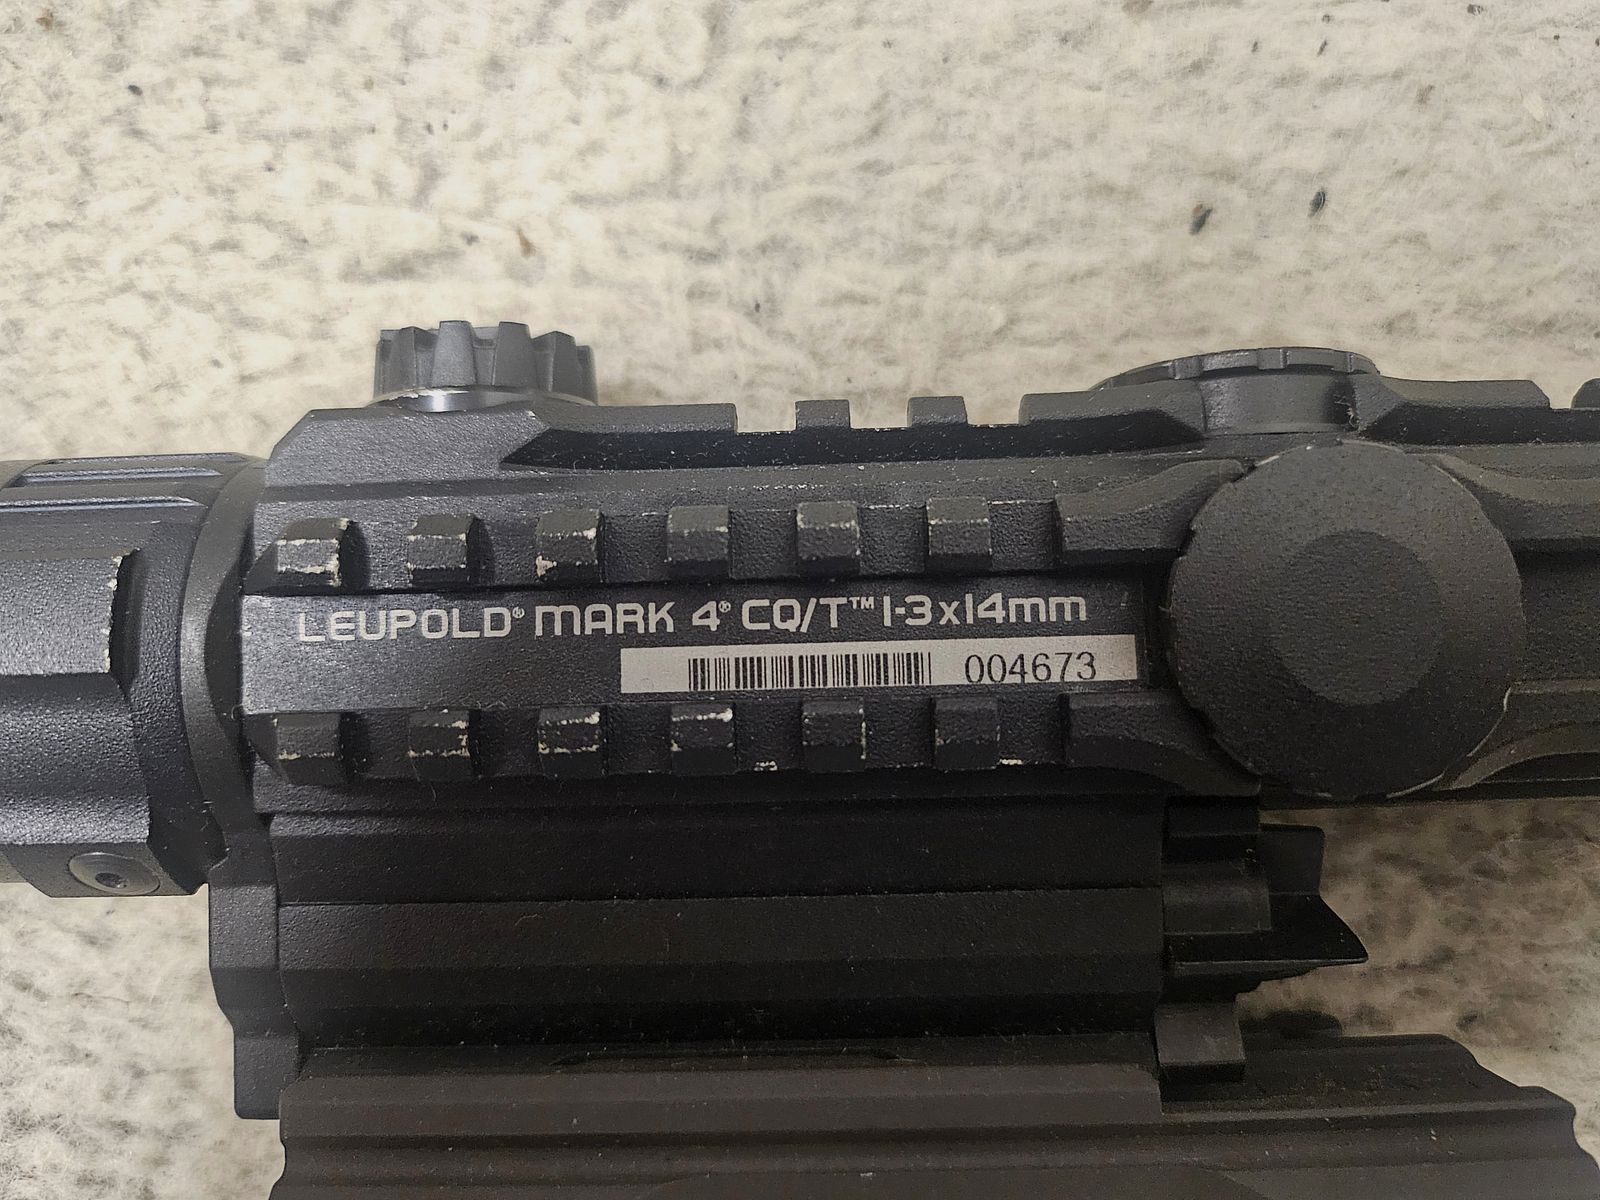 LEUPOLD® MARK 4® CQ/T™ 1-3x14mm
004673